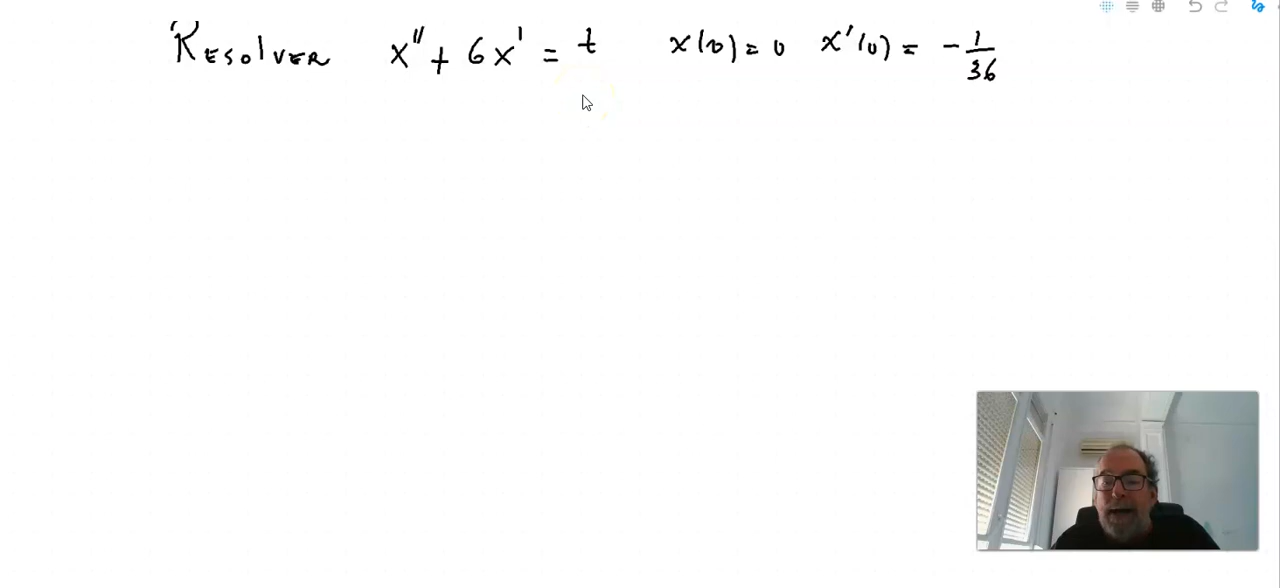 RESOLVER x'' + 6x' = t x(0) = 0 x'(0) = -1/36